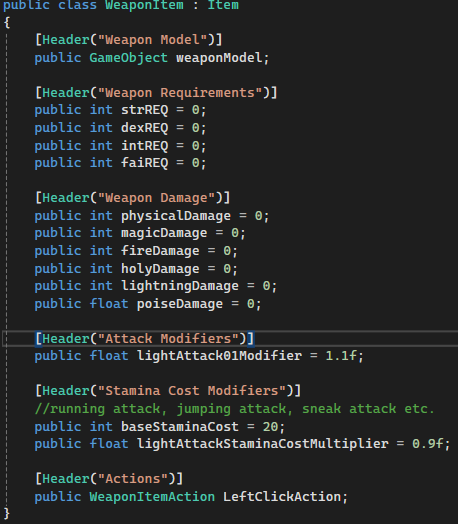 public class WeaponItem : Item
{
[Header("Weapon Model")]
public GameObject weaponModel;
[Header("Weapon Requirements")]
public int strREQ = 0;
public int dexREQ = 0;
public int intREQ = 0;
public int faiREQ = 0;
[Header("Weapon Damage")]
public int physicalDamage = 0;
public int magicDamage = 0;
public int fireDamage = 0;
public int holyDamage = 0;
public int lightningDamage = 0;
public float poiseDamage = 0;
[Header("Attack Modifiers")]
public float lightAttack01Modifier = 1.1f;
[Header("Stamina Cost Modifiers")]
//running attack, jumping attack, sneak attack etc.
public int baseStaminaCost = 20;
public float lightAttackStaminaCostMultiplier = 0.9f;
[Header("Actions")]
public WeaponItemAction LeftClickAction;
}